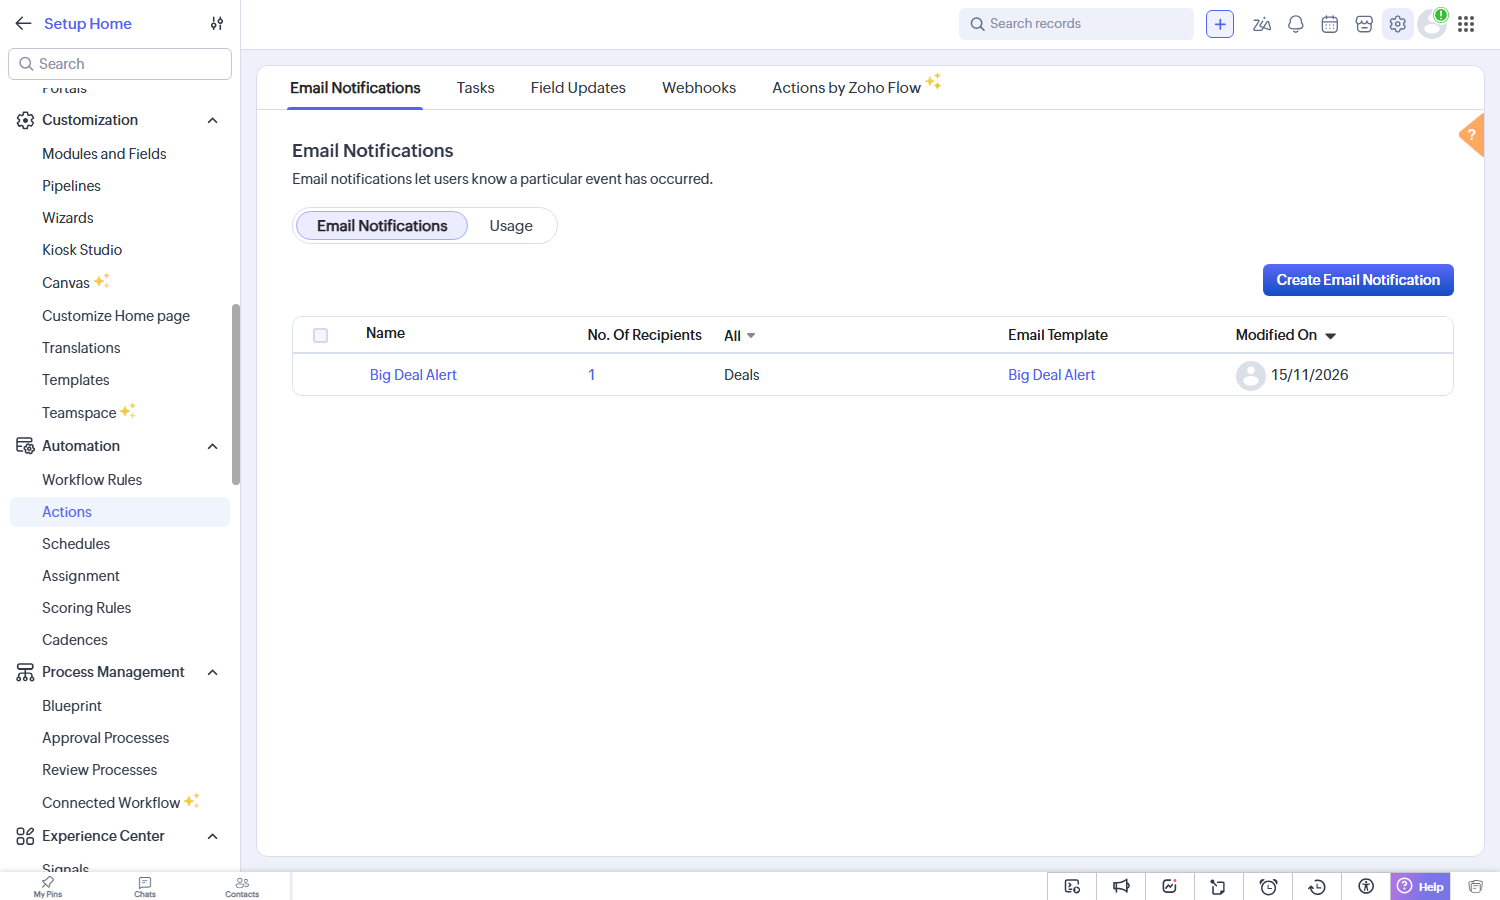 Setup Home
Search records
Search
Portals
Customization
Modules and Fields
Pipelines
Wizards
Kiosk Studio
Canvas
Customize Home page
Translations
Templates
Teamspace
Automation
Workflow Rules
Actions
Schedules
Assignment
Scoring Rules
Cadences
Process Management
Blueprint
Approval Processes
Review Processes
Connected Workflow
Experience Center
Signals
Email Notifications Tasks Field Updates Webhooks Actions by Zoho Flow
?
Email Notifications
Email notifications let users know a particular event has occurred.
Email Notifications Usage
Create Email Notification
Name No. Of Recipients All Email Template Modified On
Big Deal Alert 1 Deals Big Deal Alert 15/11/2026
My Pins Chats Contacts
Help